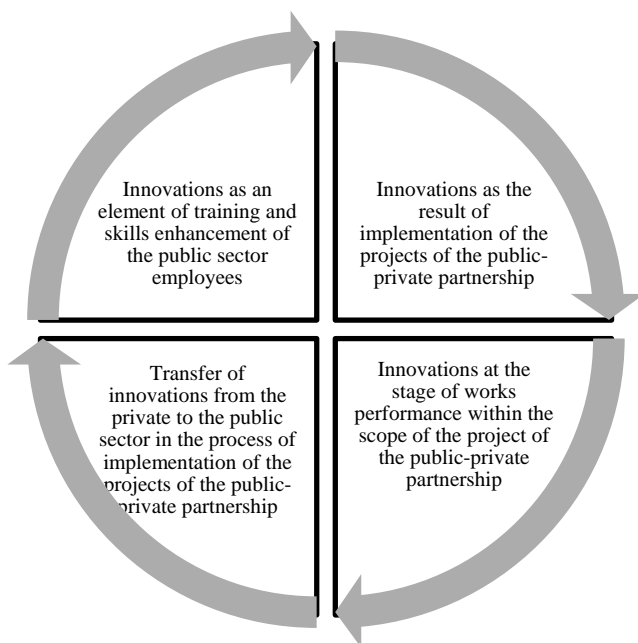 Innovations as an
element of training and
skills enhancement of
the public sector
employees
Innovations as the
result of
implementation of the
projects of the public-
private partnership
Transfer of
innovations from the
private to the public
sector in the process of
implementation of the
projects of the public-
private partnership
Innovations at the
stage of works
performance within the
scope of the project of
the public-private
partnership